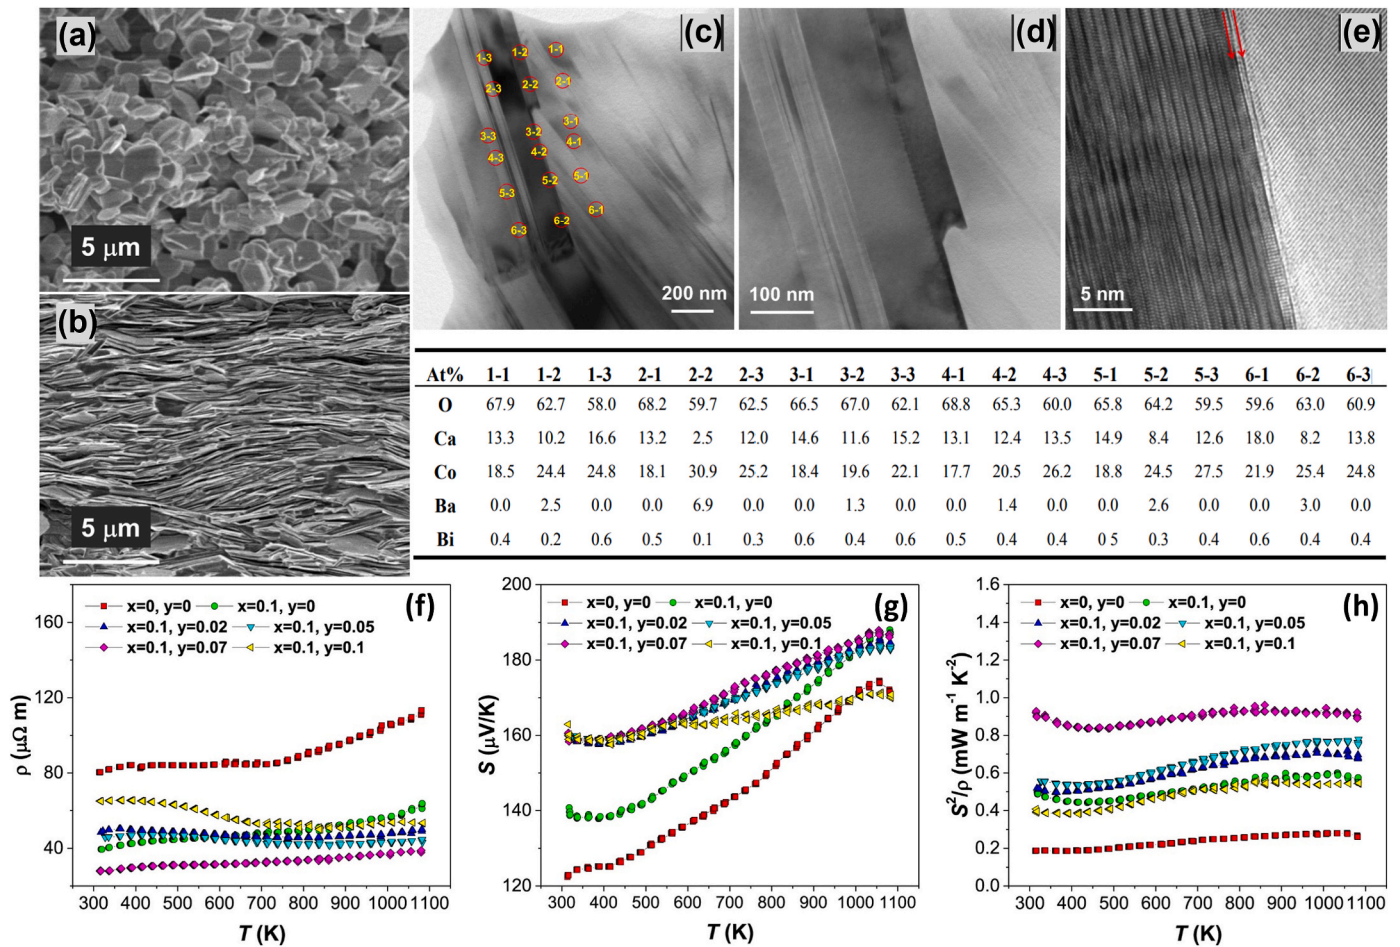 (a)
5 μm
(b)
5 μm
(c)
1-3 1-2 1-1
2-3 2-2 2-1
3-3 3-2 3-1
4-3 4-2 4-1
5-3 5-2 5-1
6-3 6-2 6-1
200 nm
(d)
100 nm
(e)
5 nm
At% 1-1 1-2 1-3 2-1 2-2 2-3 3-1 3-2 3-3 4-1 4-2 4-3 5-1 5-2 5-3 6-1 6-2 6-3
O 67.9 62.7 58.0 68.2 59.7 62.5 66.5 67.0 62.1 68.8 65.3 60.0 65.8 64.2 59.5 59.6 63.0 60.9
Ca 13.3 10.2 16.6 13.2 2.5 12.0 14.6 11.6 15.2 13.1 12.4 13.5 14.9 8.4 12.6 18.0 8.2 13.8
Co 18.5 24.4 24.8 18.1 30.9 25.2 18.4 19.6 22.1 17.7 20.5 26.2 18.8 24.5 27.5 21.9 25.4 24.8
Ba 0.0 2.5 0.0 0.0 6.9 0.0 0.0 1.3 0.0 0.0 1.4 0.0 0.0 2.6 0.0 0.0 3.0 0.0
Bi 0.4 0.2 0.6 0.5 0.1 0.3 0.6 0.4 0.6 0.5 0.4 0.4 0 5 0.3 0.4 0.6 0.4 0.4
(f)
x=0, y=0 x=0.1, y=0
x=0.1, y=0.02 x=0.1, y=0.05
x=0.1, y=0.07 x=0.1, y=0.1
ρ (μΩ m)
160
120
80
40
300 400 500 600 700 800 900 1000 1100
T (K)
(g)
x=0, y=0 x=0.1, y=0
x=0.1, y=0.02 x=0.1, y=0.05
x=0.1, y=0.07 x=0.1, y=0.1
S (μV/K)
200
180
160
140
120
300 400 500 600 700 800 900 1000 1100
T (K)
(h)
x=0, y=0 x=0.1, y=0
x=0.1, y=0.02 x=0.1, y=0.05
x=0.1, y=0.07 x=0.1, y=0.1
S²/ρ (mW m⁻¹ K⁻²)
1.6
1.4
1.2
1.0
0.8
0.6
0.4
0.2
0.0
300 400 500 600 700 800 900 1000 1100
T (K)